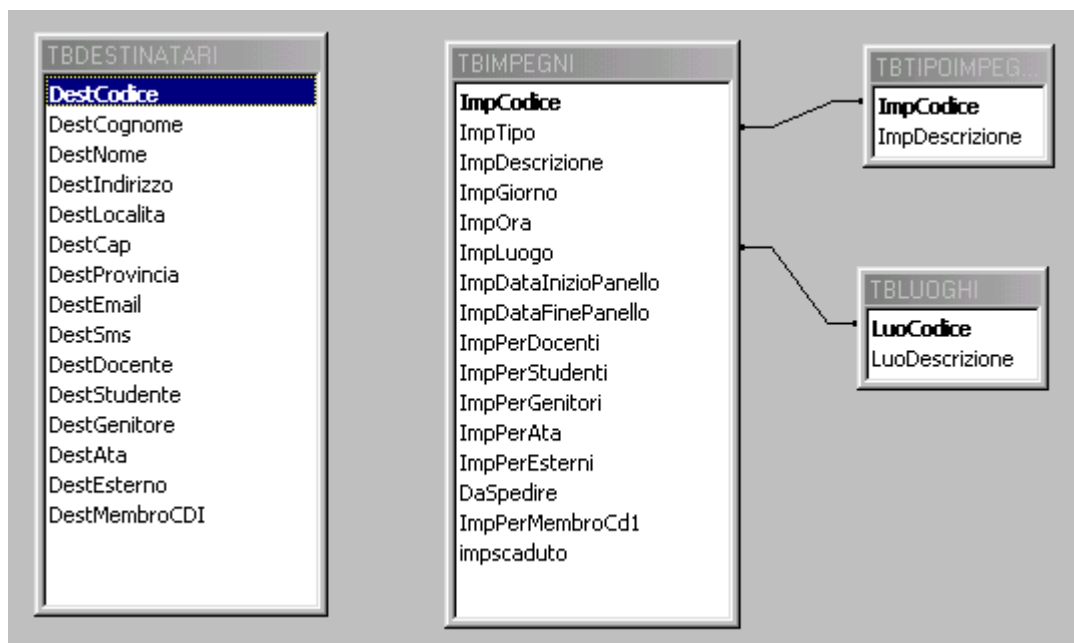 TBDESTINATARI
DestCodice
DestCognome
DestNome
DestIndirizzo
DestLocalita
DestCap
DestProvincia
DestEmail
DestSms
DestDocente
DestStudente
DestGenitore
DestAta
DestEsterno
DestMembroCDI
TBIMPEGNI
ImpCodice
ImpTipo
ImpDescrizione
ImpGiorno
ImpOra
ImpLuogo
ImpDataInizioPanello
ImpDataFinePanello
ImpPerDocenti
ImpPerStudenti
ImpPerGenitori
ImpPerAta
ImpPerEsterni
DaSpedire
ImpPerMembroCd1
impscaduto
TBTIPOIMPEG...
ImpCodice
ImpDescrizione
TBLUOGHI
LuoCodice
LuoDescrizione